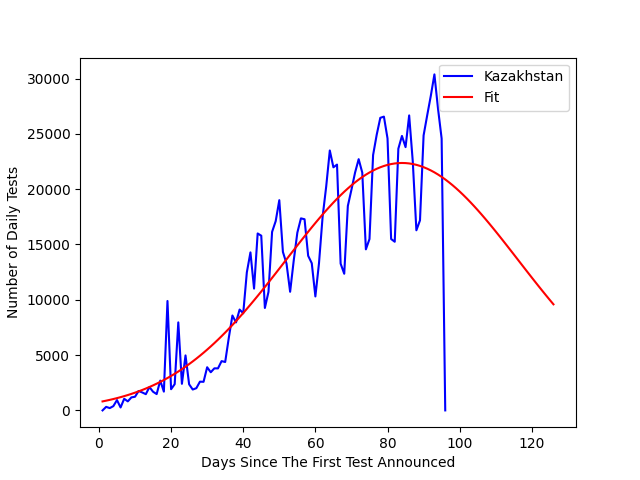 Kazakhstan
Fit
30000
25000
20000
15000
10000
5000
0
Number of Daily Tests
0 20 40 60 80 100 120
Days Since The First Test Announced